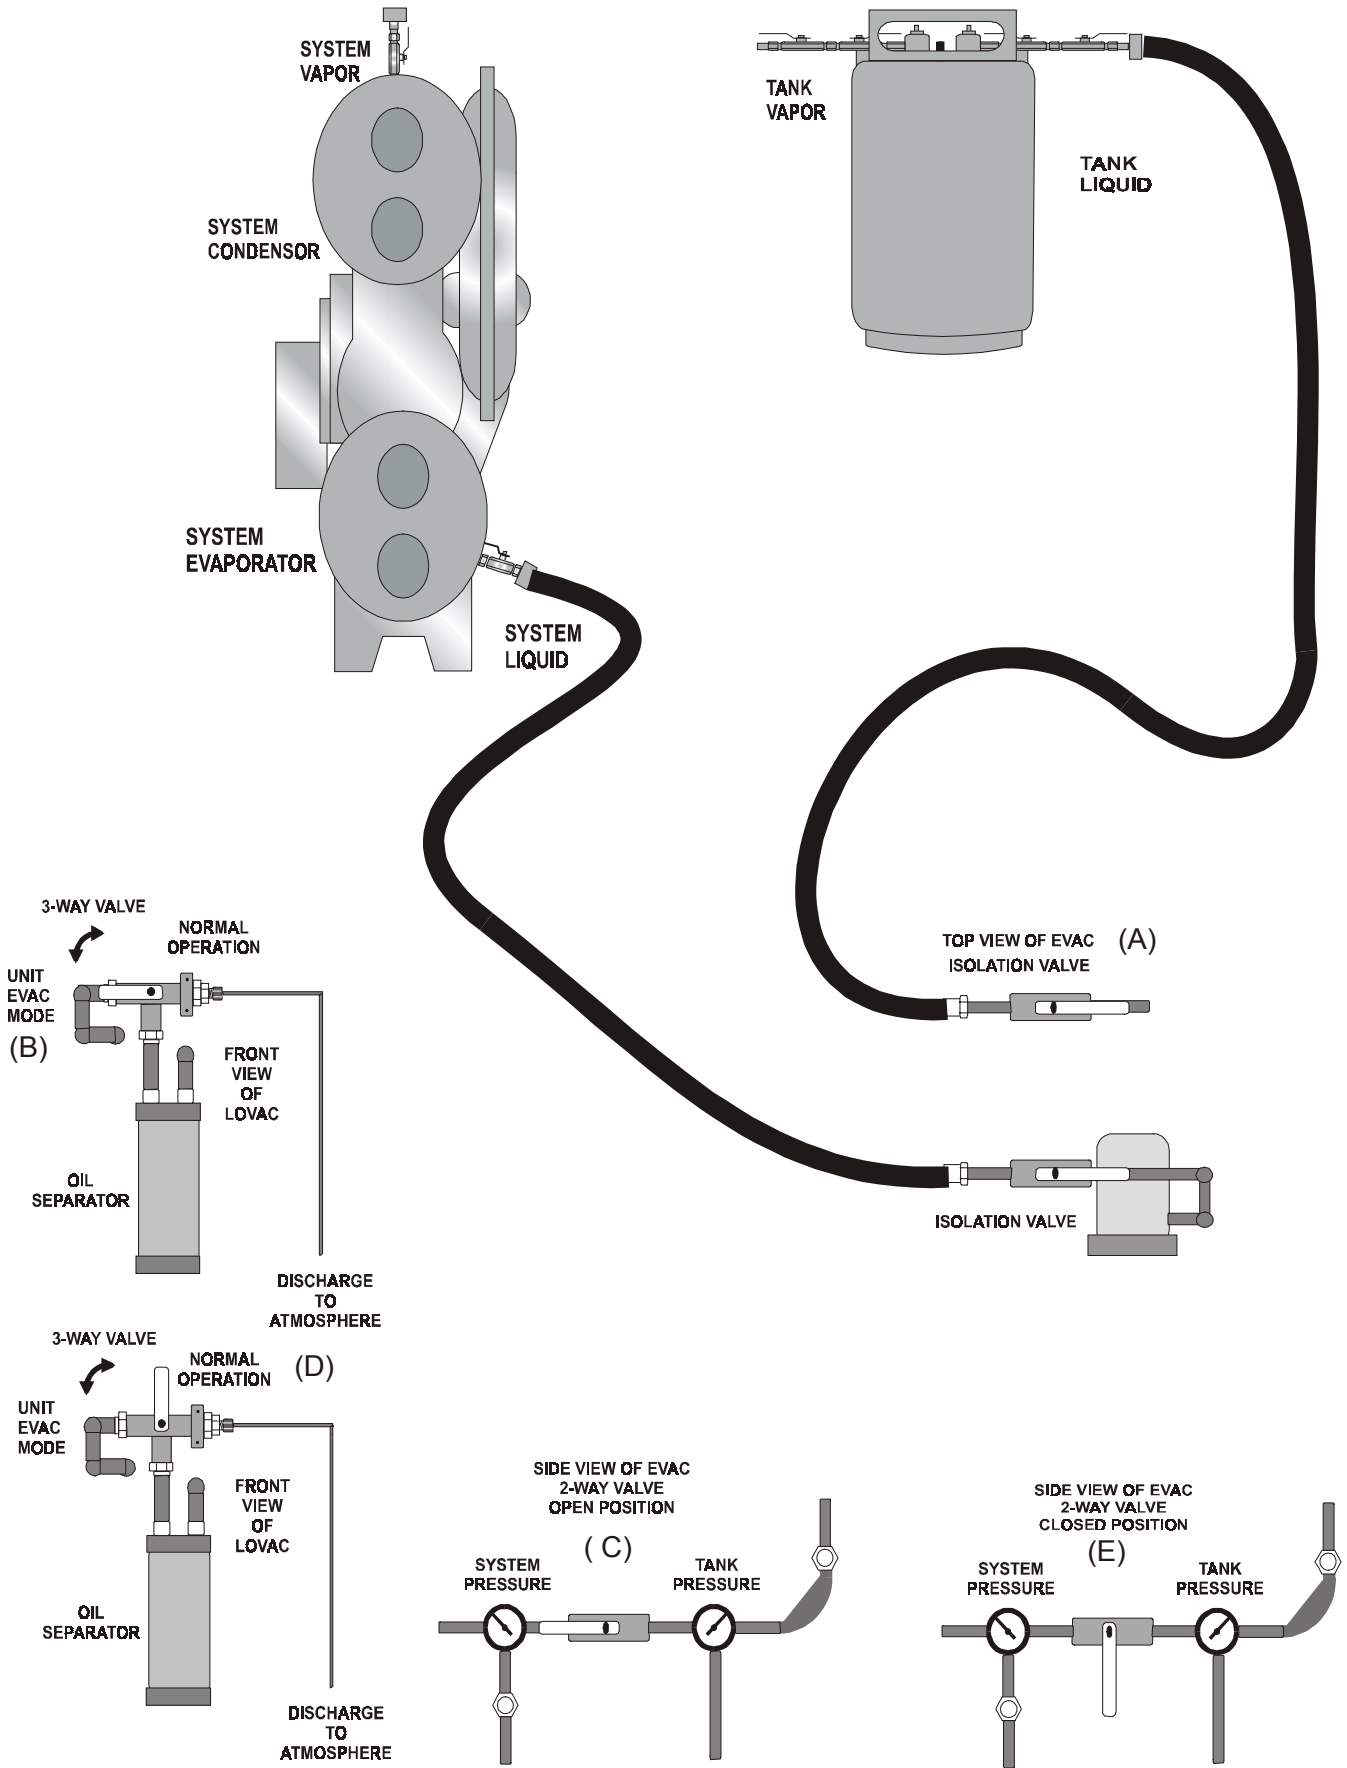 SYSTEM
VAPOR
TANK
VAPOR
TANK
LIQUID
SYSTEM
CONDENSOR
SYSTEM
EVAPORATOR
SYSTEM
LIQUID
3-WAY VALVE
NORMAL
OPERATION
UNIT
EVAC
MODE
(B)
FRONT
VIEW
OF
LOVAC
OIL
SEPARATOR
DISCHARGE
TO
ATMOSPHERE
TOP VIEW OF EVAC (A)
ISOLATION VALVE
ISOLATION VALVE
3-WAY VALVE
NORMAL
OPERATION
(D)
UNIT
EVAC
MODE
FRONT
VIEW
OF
LOVAC
OIL
SEPARATOR
DISCHARGE
TO
ATMOSPHERE
SIDE VIEW OF EVAC
2-WAY VALVE
OPEN POSITION
( C)
SYSTEM
PRESSURE
TANK
PRESSURE
SIDE VIEW OF EVAC
2-WAY VALVE
CLOSED POSITION
(E)
SYSTEM
PRESSURE
TANK
PRESSURE